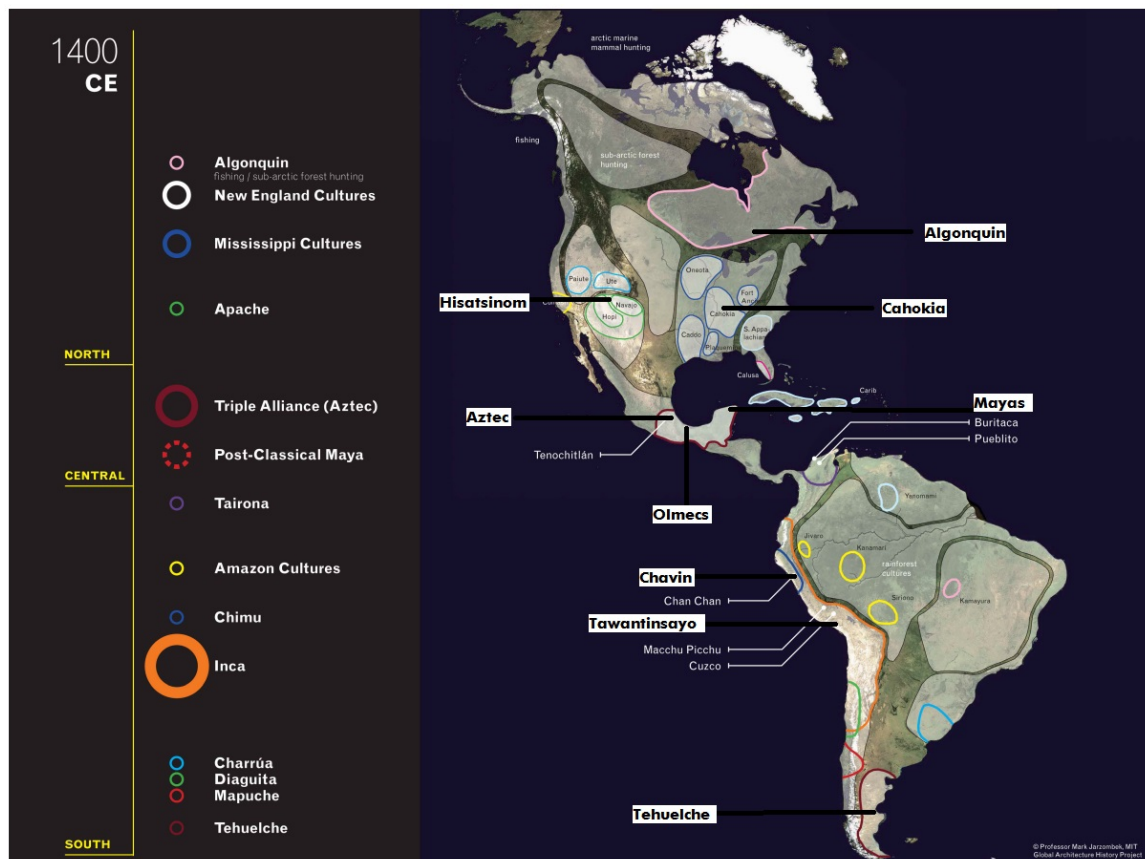 1400
CE
Algonquin
fishing / sub-arctic forest hunting
New England Cultures
Mississippi Cultures
Apache
NORTH
Triple Alliance (Aztec)
Post-Classical Maya
CENTRAL
Tairona
Amazon Cultures
Chimu
Inca
Charrúa
Diaguita
Mapuche
Tehuelche
SOUTH
arctic marine
mammal hunting
fishing
sub-arctic forest
hunting
Algonquin
Oneota
Paiute
Ute
Hisatsinom
Navajo
Hopi
Fort
Cahokia
Cahokia
Caddo
S. Appa
lachian
Calusa
Carib
Aztec
Mayas
Buritaca
Pueblito
Tenochitlán
Olmecs
Yanomami
Jivaro
Kanamari
rainforest
cultures
Chavin
Chan Chan
Siriono
Kamayura
Tawantinsayo
Macchu Picchu
Cuzco
Tehuelche
© Professor Mark Jarzombek, MIT
Global Architecture History Project